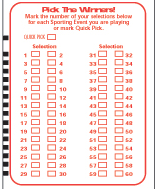 Pick The Winners!
Mark the number of your selections below
for each Sporting Event you are playing
or mark Quick Pick.
QUICK PICK
Selection Selection
1 2 31 32
3 4 33 34
5 6 35 36
7 8 37 38
9 10 39 40
11 12 41 42
13 14 43 44
15 16 45 46
17 18 47 48
19 20 49 50
21 22 51 52
23 24 53 54
25 26 55 56
27 28 57 58
29 30 59 60